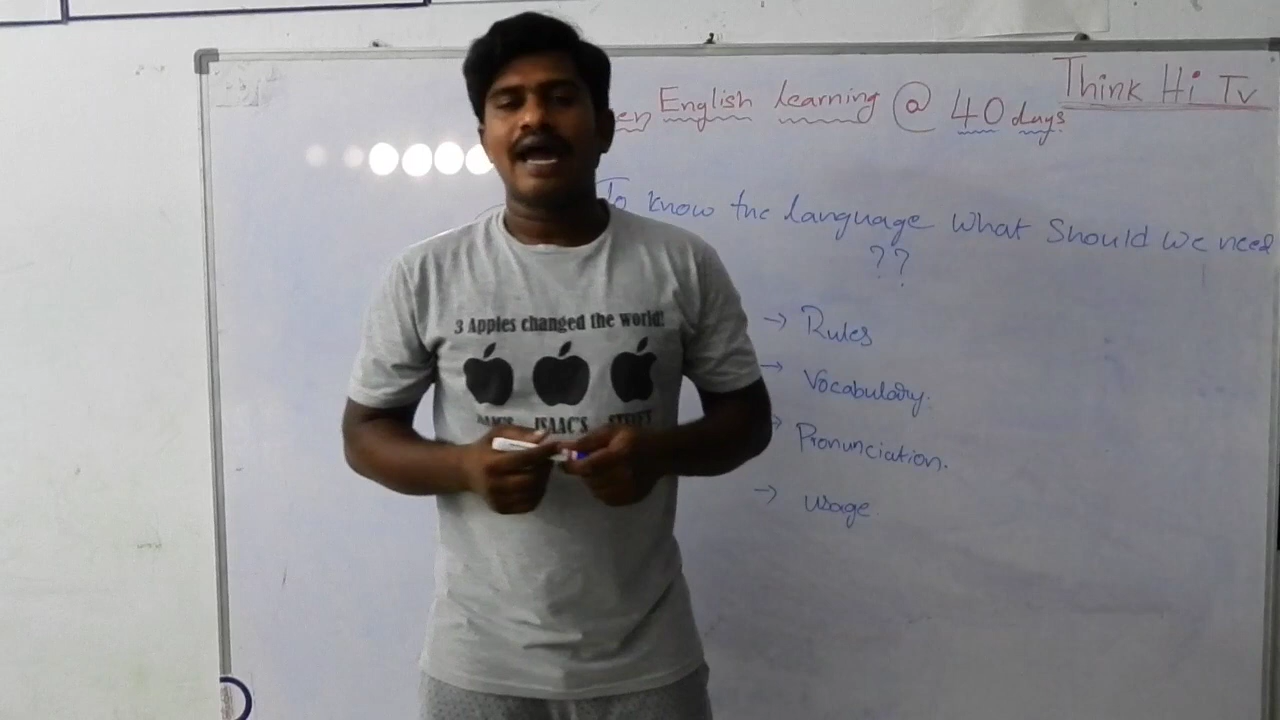 Think Hi Tv
English learning @ 40 days
To know the language what should we need
??
→ Rules
→ Vocabulary.
→ Pronunciation.
→ usage.
3 Apples changed the world!
ISAAC'S